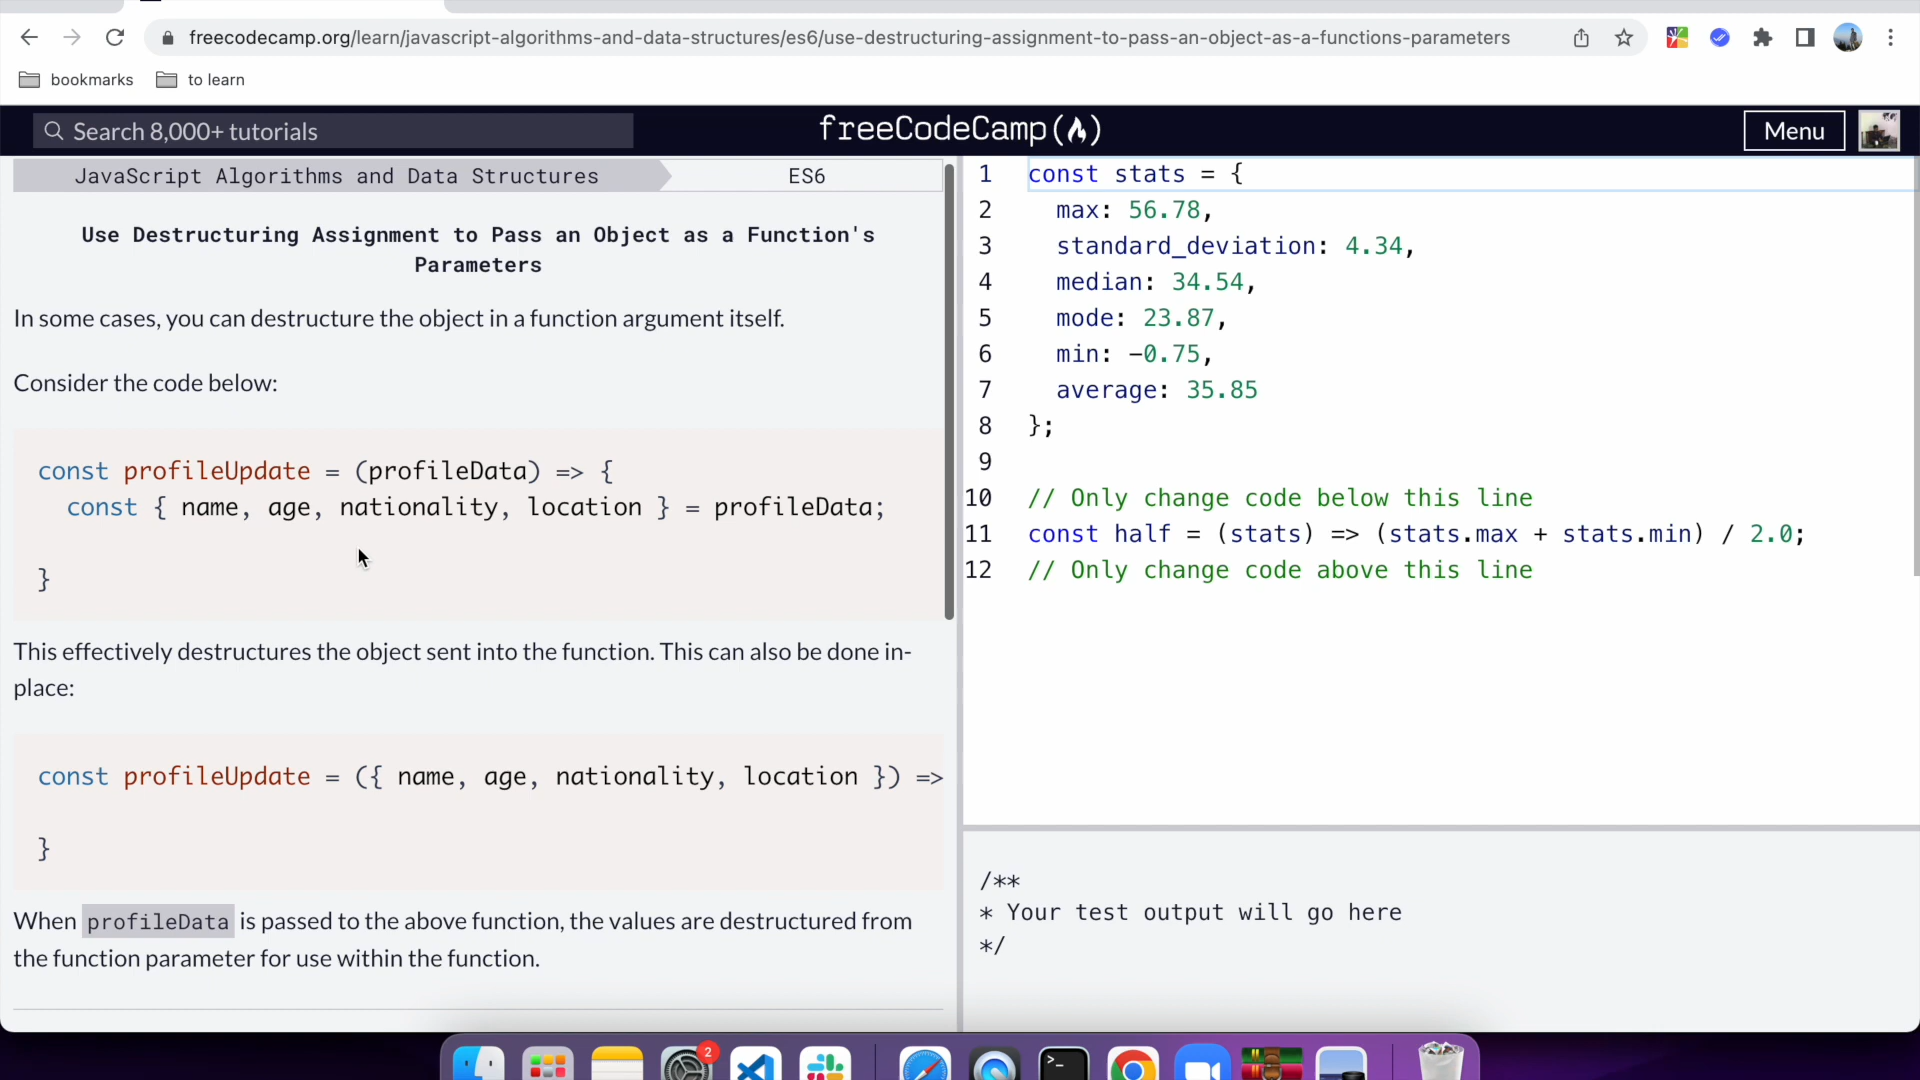 freecodecamp.org/learn/javascript-algorithms-and-data-structures/es6/use-destructuring-assignment-to-pass-an-object-as-a-functions-parameters
bookmarks
to learn
Search 8,000+ tutorials
freeCodeCamp
Menu
JavaScript Algorithms and Data Structures
ES6
Use Destructuring Assignment to Pass an Object as a Function's
Parameters
In some cases, you can destructure the object in a function argument itself.
Consider the code below:
const profileUpdate = (profileData) => {
const { name, age, nationality, location } = profileData;
}
This effectively destructures the object sent into the function. This can also be done in-
place:
const profileUpdate = ({ name, age, nationality, location }) =>
}
When profileData is passed to the above function, the values are destructured from
the function parameter for use within the function.
1 const stats = {
2 max: 56.78,
3 standard_deviation: 4.34,
4 median: 34.54,
5 mode: 23.87,
6 min: -0.75,
7 average: 35.85
8 };
9
10 // Only change code below this line
11 const half = (stats) => (stats.max + stats.min) / 2.0;
12 // Only change code above this line
/**
* Your test output will go here
*/
2
>_